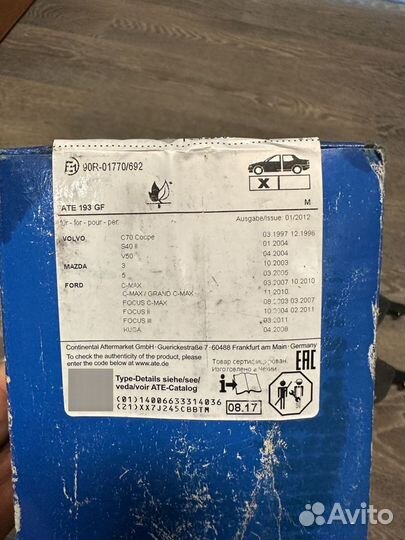 E1 90R-01770/692
X
ATE 193 GF
M
für - for - pour - per:
Ausgabe/Issue: 01/2012
VOLVO C70 Coupe 03.1997 12.1996
S40 II 01.2004
V50 04.2004
MAZDA 3 10.2003
5 03.2005
FORD C-MAX 03.2007 10.2010
C-MAX / GRAND C-MAX 11.2010
FOCUS C-MAX 08.2003 03.2007
FOCUS II 10.2004 02.2011
FOCUS III 03.2011
KUGA 04.2008
Continental Aftermarket GmbH · Guerickestraße 7 · 60488 Frankfurt am Main · Germany
To check the authenticity of the product, please
enter the code below at www.ate.de.
Товар сертифицирован.
Изготовлено в Чехии
EAC
Type-Details siehe/see/
veda/voir ATE-Catalog
08.17
(01)14006633314036
(21)XX7J245CBBTM
Avito